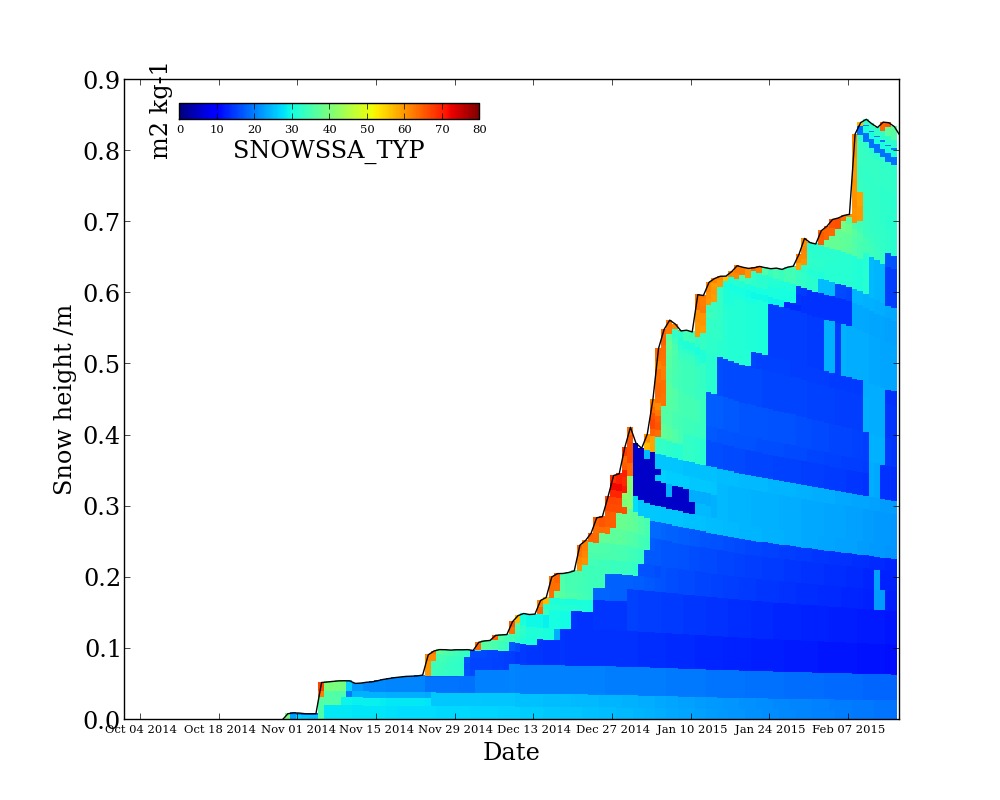 0.9
0.8
0.7
0.6
0.5
0.4
0.3
0.2
0.1
0.0
Snow height /m
m2 kg-1
0 10 20 30 40 50 60 70 80
SNOWSSA_TYP
Oct 04 2014 Oct 18 2014 Nov 01 2014 Nov 15 2014 Nov 29 2014 Dec 13 2014 Dec 27 2014 Jan 10 2015 Jan 24 2015 Feb 07 2015
Date